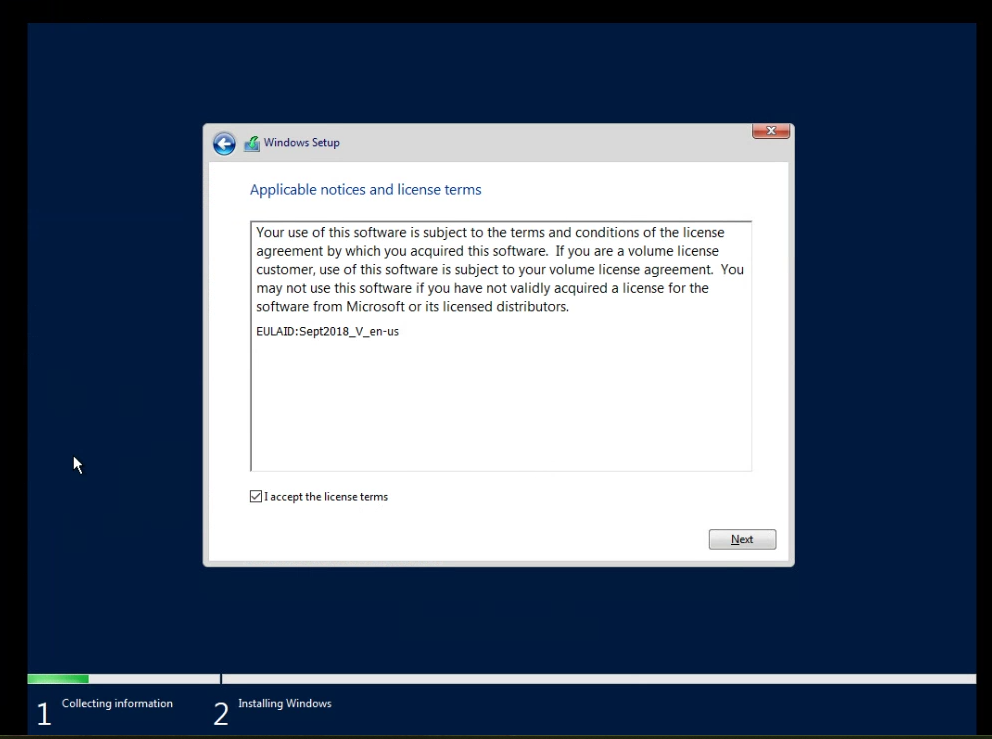 Windows Setup
Applicable notices and license terms
Your use of this software is subject to the terms and conditions of the license
agreement by which you acquired this software.  If you are a volume license
customer, use of this software is subject to your volume license agreement.  You
may not use this software if you have not validly acquired a license for the
software from Microsoft or its licensed distributors.
EULAID:Sept2018_V_en-us
I accept the license terms
Next
1 Collecting information
2 Installing Windows